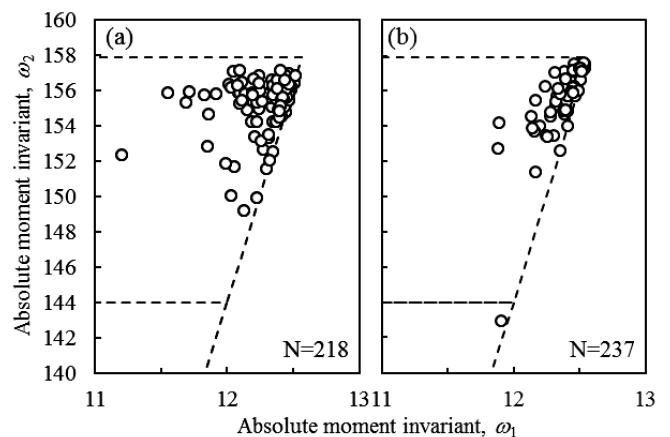 160
158
156
154
152
150
148
146
144
142
140
Absolute moment invariant, ω2
(a)
N=218
(b)
N=237
11
12
13
11
12
13
Absolute moment invariant, ω1